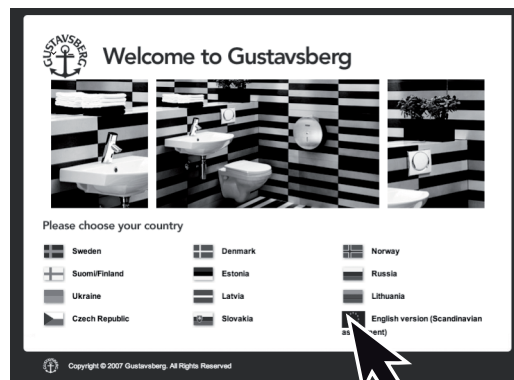 GUSTAVSBERG
Welcome to Gustavsberg
Please choose your country
Sweden
Denmark
Norway
Suomi/Finland
Estonia
Russia
Ukraine
Latvia
Lithuania
Czech Republic
Slovakia
English version (Scandinavian
Copyright © 2007 Gustavsberg. All Rights Reserved